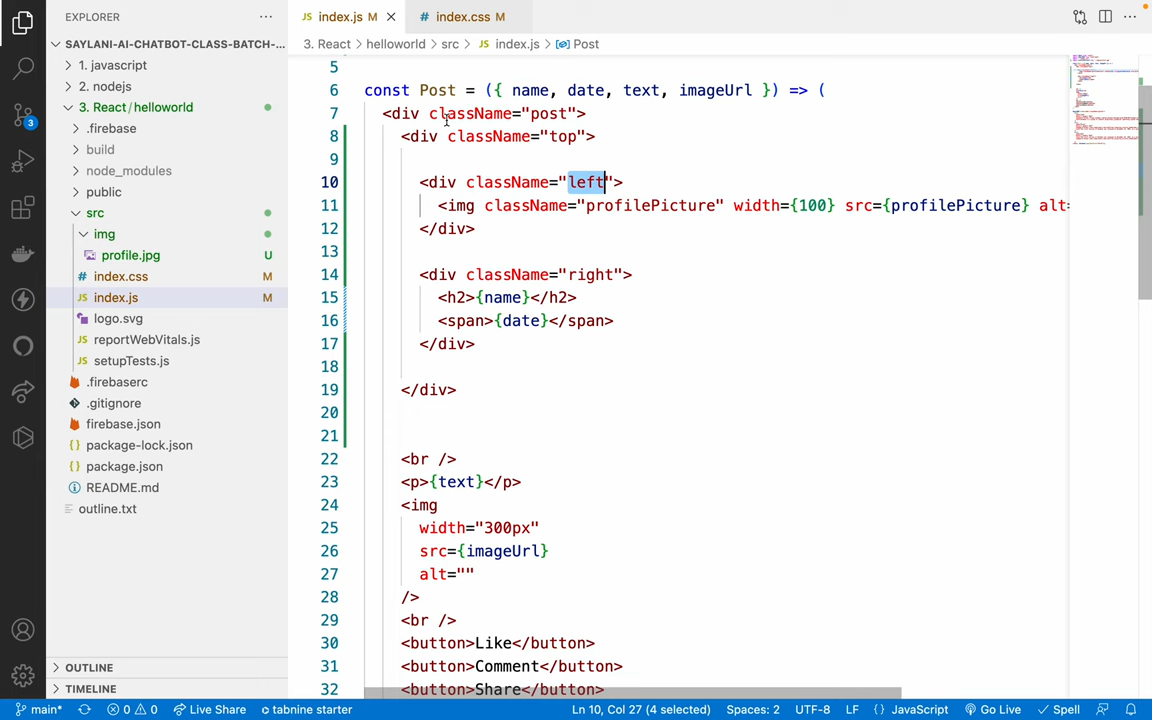 EXPLORER
index.js M
# index.css M
SAYLANI-AI-CHATBOT-CLASS-BATCH-...
3. React > helloworld > src > JS index.js > Post
1. javascript
2. nodejs
3. React/helloworld
.firebase
build
node_modules
public
src
img
profile.jpg U
# index.css M
JS index.js M
logo.svg
JS reportWebVitals.js
JS setupTests.js
.firebaserc
.gitignore
{} firebase.json
{} package-lock.json
{} package.json
README.md
outline.txt
OUTLINE
TIMELINE
3
5
6 const Post = ({ name, date, text, imageUrl }) => (
7 <div className="post">
8 <div className="top">
9
10 <div className="left">
11 <img className="profilePicture" width={100} src={profilePicture} alt=
12 </div>
13
14 <div className="right">
15 <h2>{name}</h2>
16 <span>{date}</span>
17 </div>
18
19 </div>
20
21
22 <br />
23 <p>{text}</p>
24 <img
25 width="300px"
26 src={imageUrl}
27 alt=""
28 />
29 <br />
30 <button>Like</button>
31 <button>Comment</button>
32 <button>Share</button>
main* 0 0 Live Share tabnine starter Ln 10, Col 27 (4 selected) Spaces: 2 UTF-8 LF {} JavaScript Go Live Spell